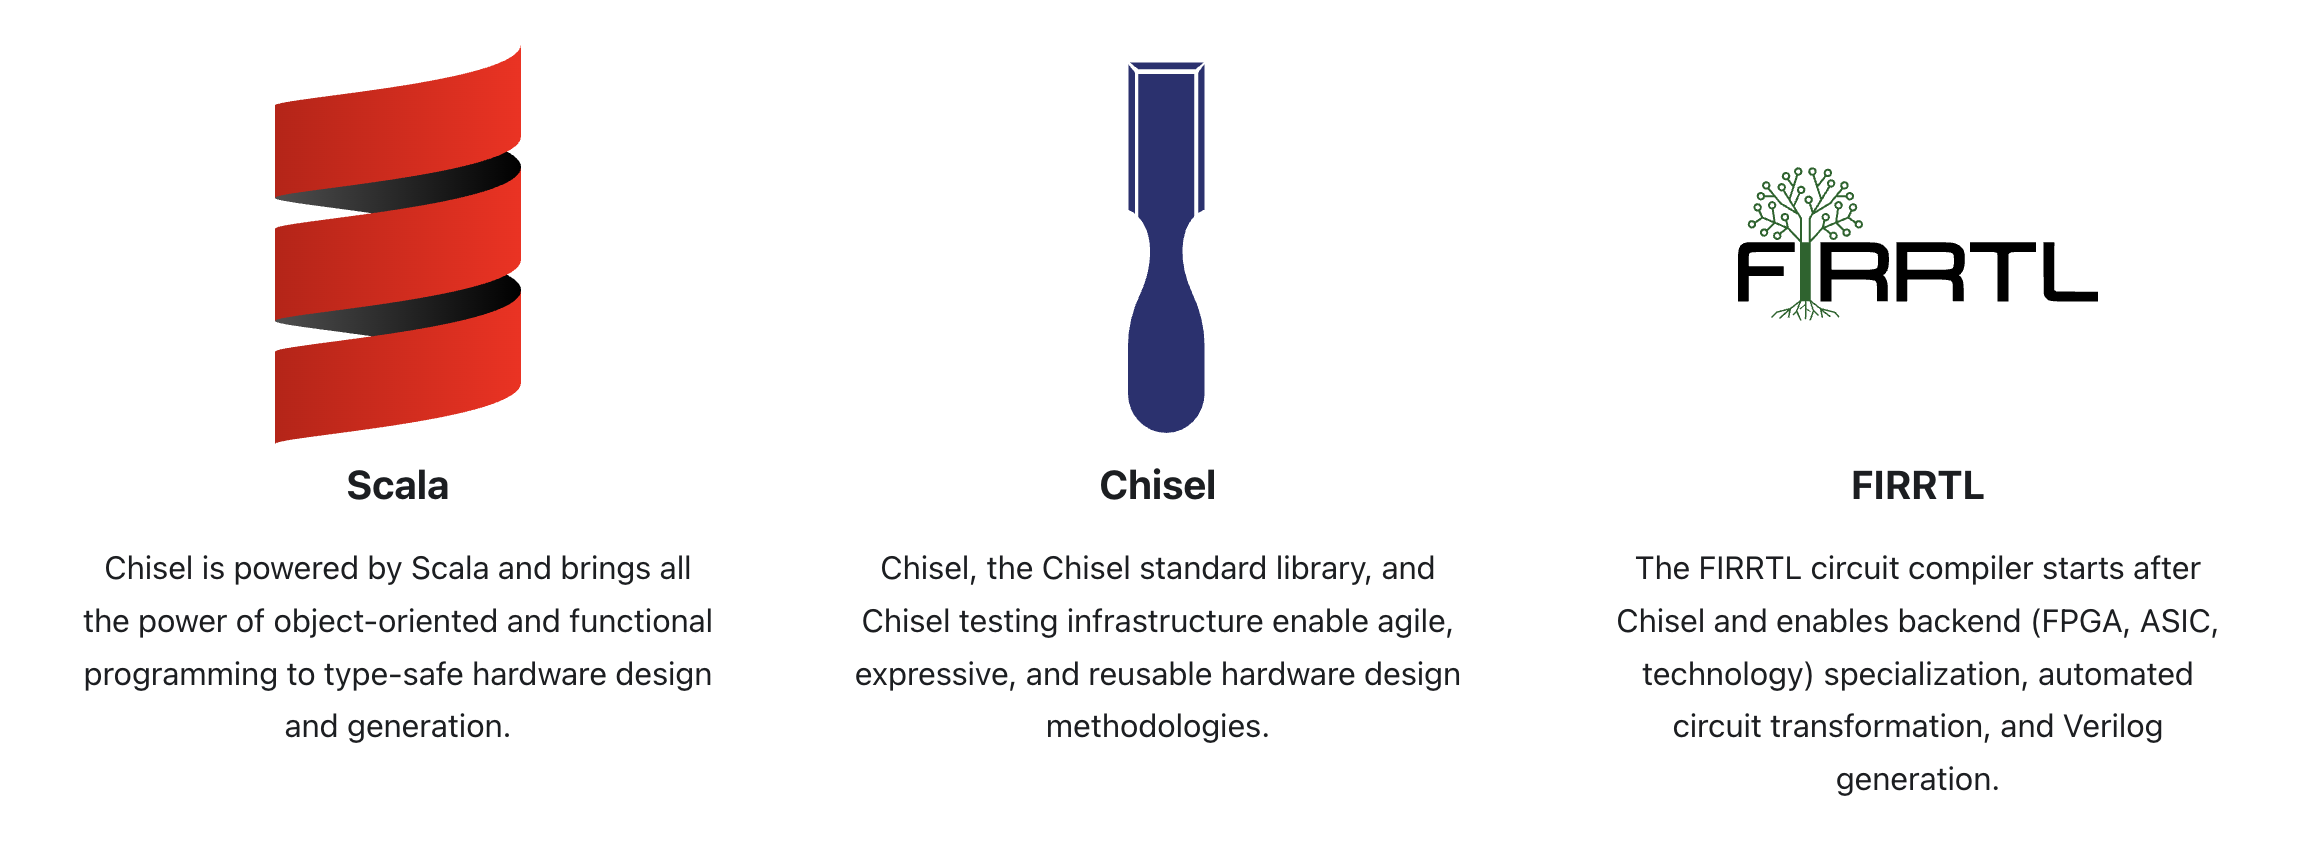 FIRRTL
Scala
Chisel is powered by Scala and brings all
the power of object-oriented and functional
programming to type-safe hardware design
and generation.
Chisel
Chisel, the Chisel standard library, and
Chisel testing infrastructure enable agile,
expressive, and reusable hardware design
methodologies.
FIRRTL
The FIRRTL circuit compiler starts after
Chisel and enables backend (FPGA, ASIC,
technology) specialization, automated
circuit transformation, and Verilog
generation.